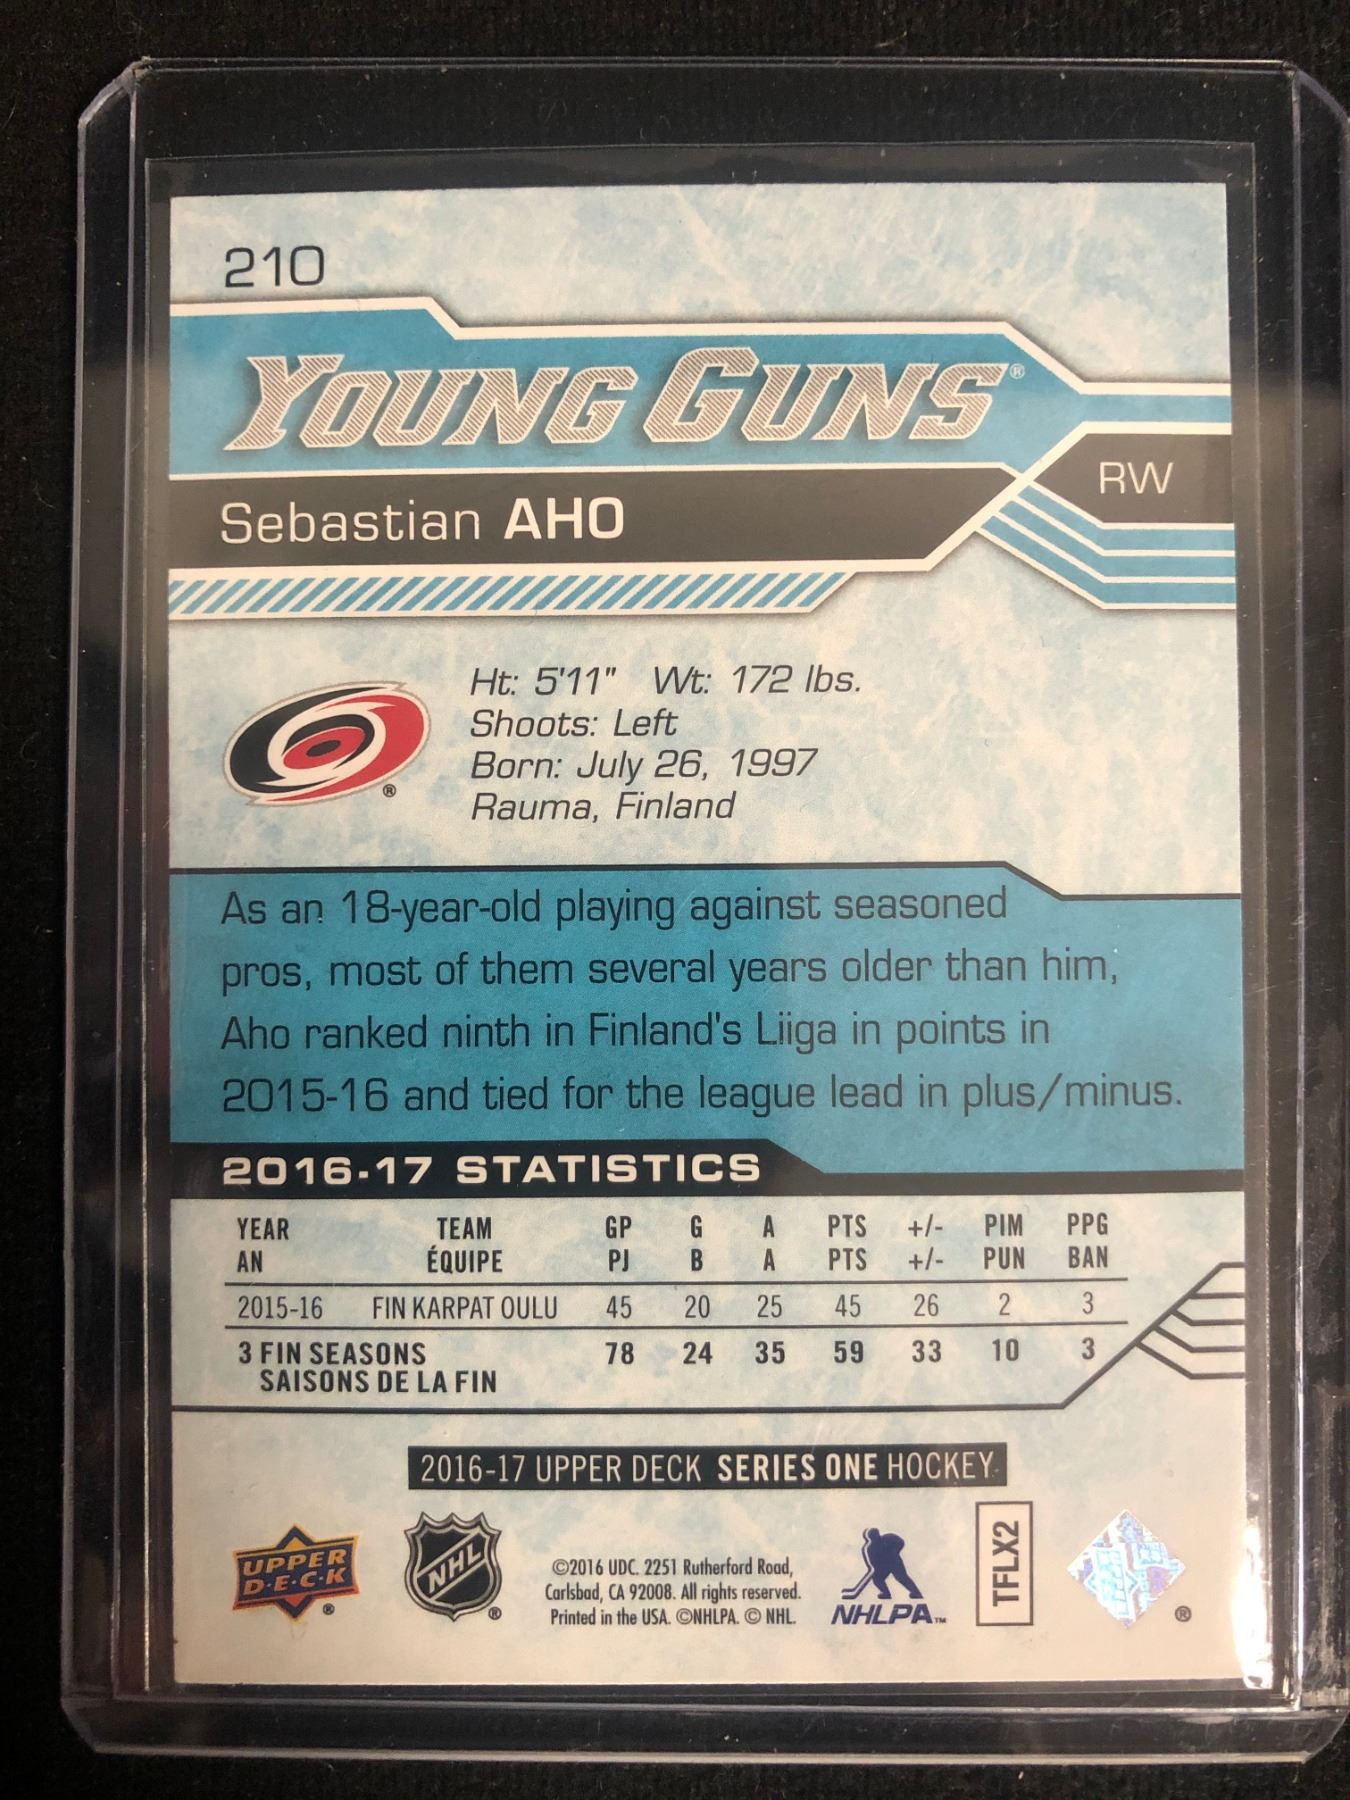 210
YOUNG GUNS®
RW
Sebastian AHO
Ht: 5'11" Wt: 172 lbs.
Shoots: Left
Born: July 26, 1997
Rauma, Finland
®
As an 18-year-old playing against seasoned
pros, most of them several years older than him,
Aho ranked ninth in Finland's Liiga in points in
2015-16 and tied for the league lead in plus/minus.
2016-17 STATISTICS
YEAR TEAM GP G A PTS +/- PIM PPG
AN ÉQUIPE PJ B A PTS +/- PUN BAN
2015-16 FIN KARPAT OULU 45 20 25 45 26 2 3
3 FIN SEASONS 78 24 35 59 33 10 3
SAISONS DE LA FIN
2016-17 UPPER DECK SERIES ONE HOCKEY
UPPER
D·E·C·K
®
NHL
®
©2016 UDC. 2251 Rutherford Road,
Carlsbad, CA 92008. All rights reserved.
Printed in the USA. ©NHLPA. © NHL.
NHLPA™
TFLX2
®